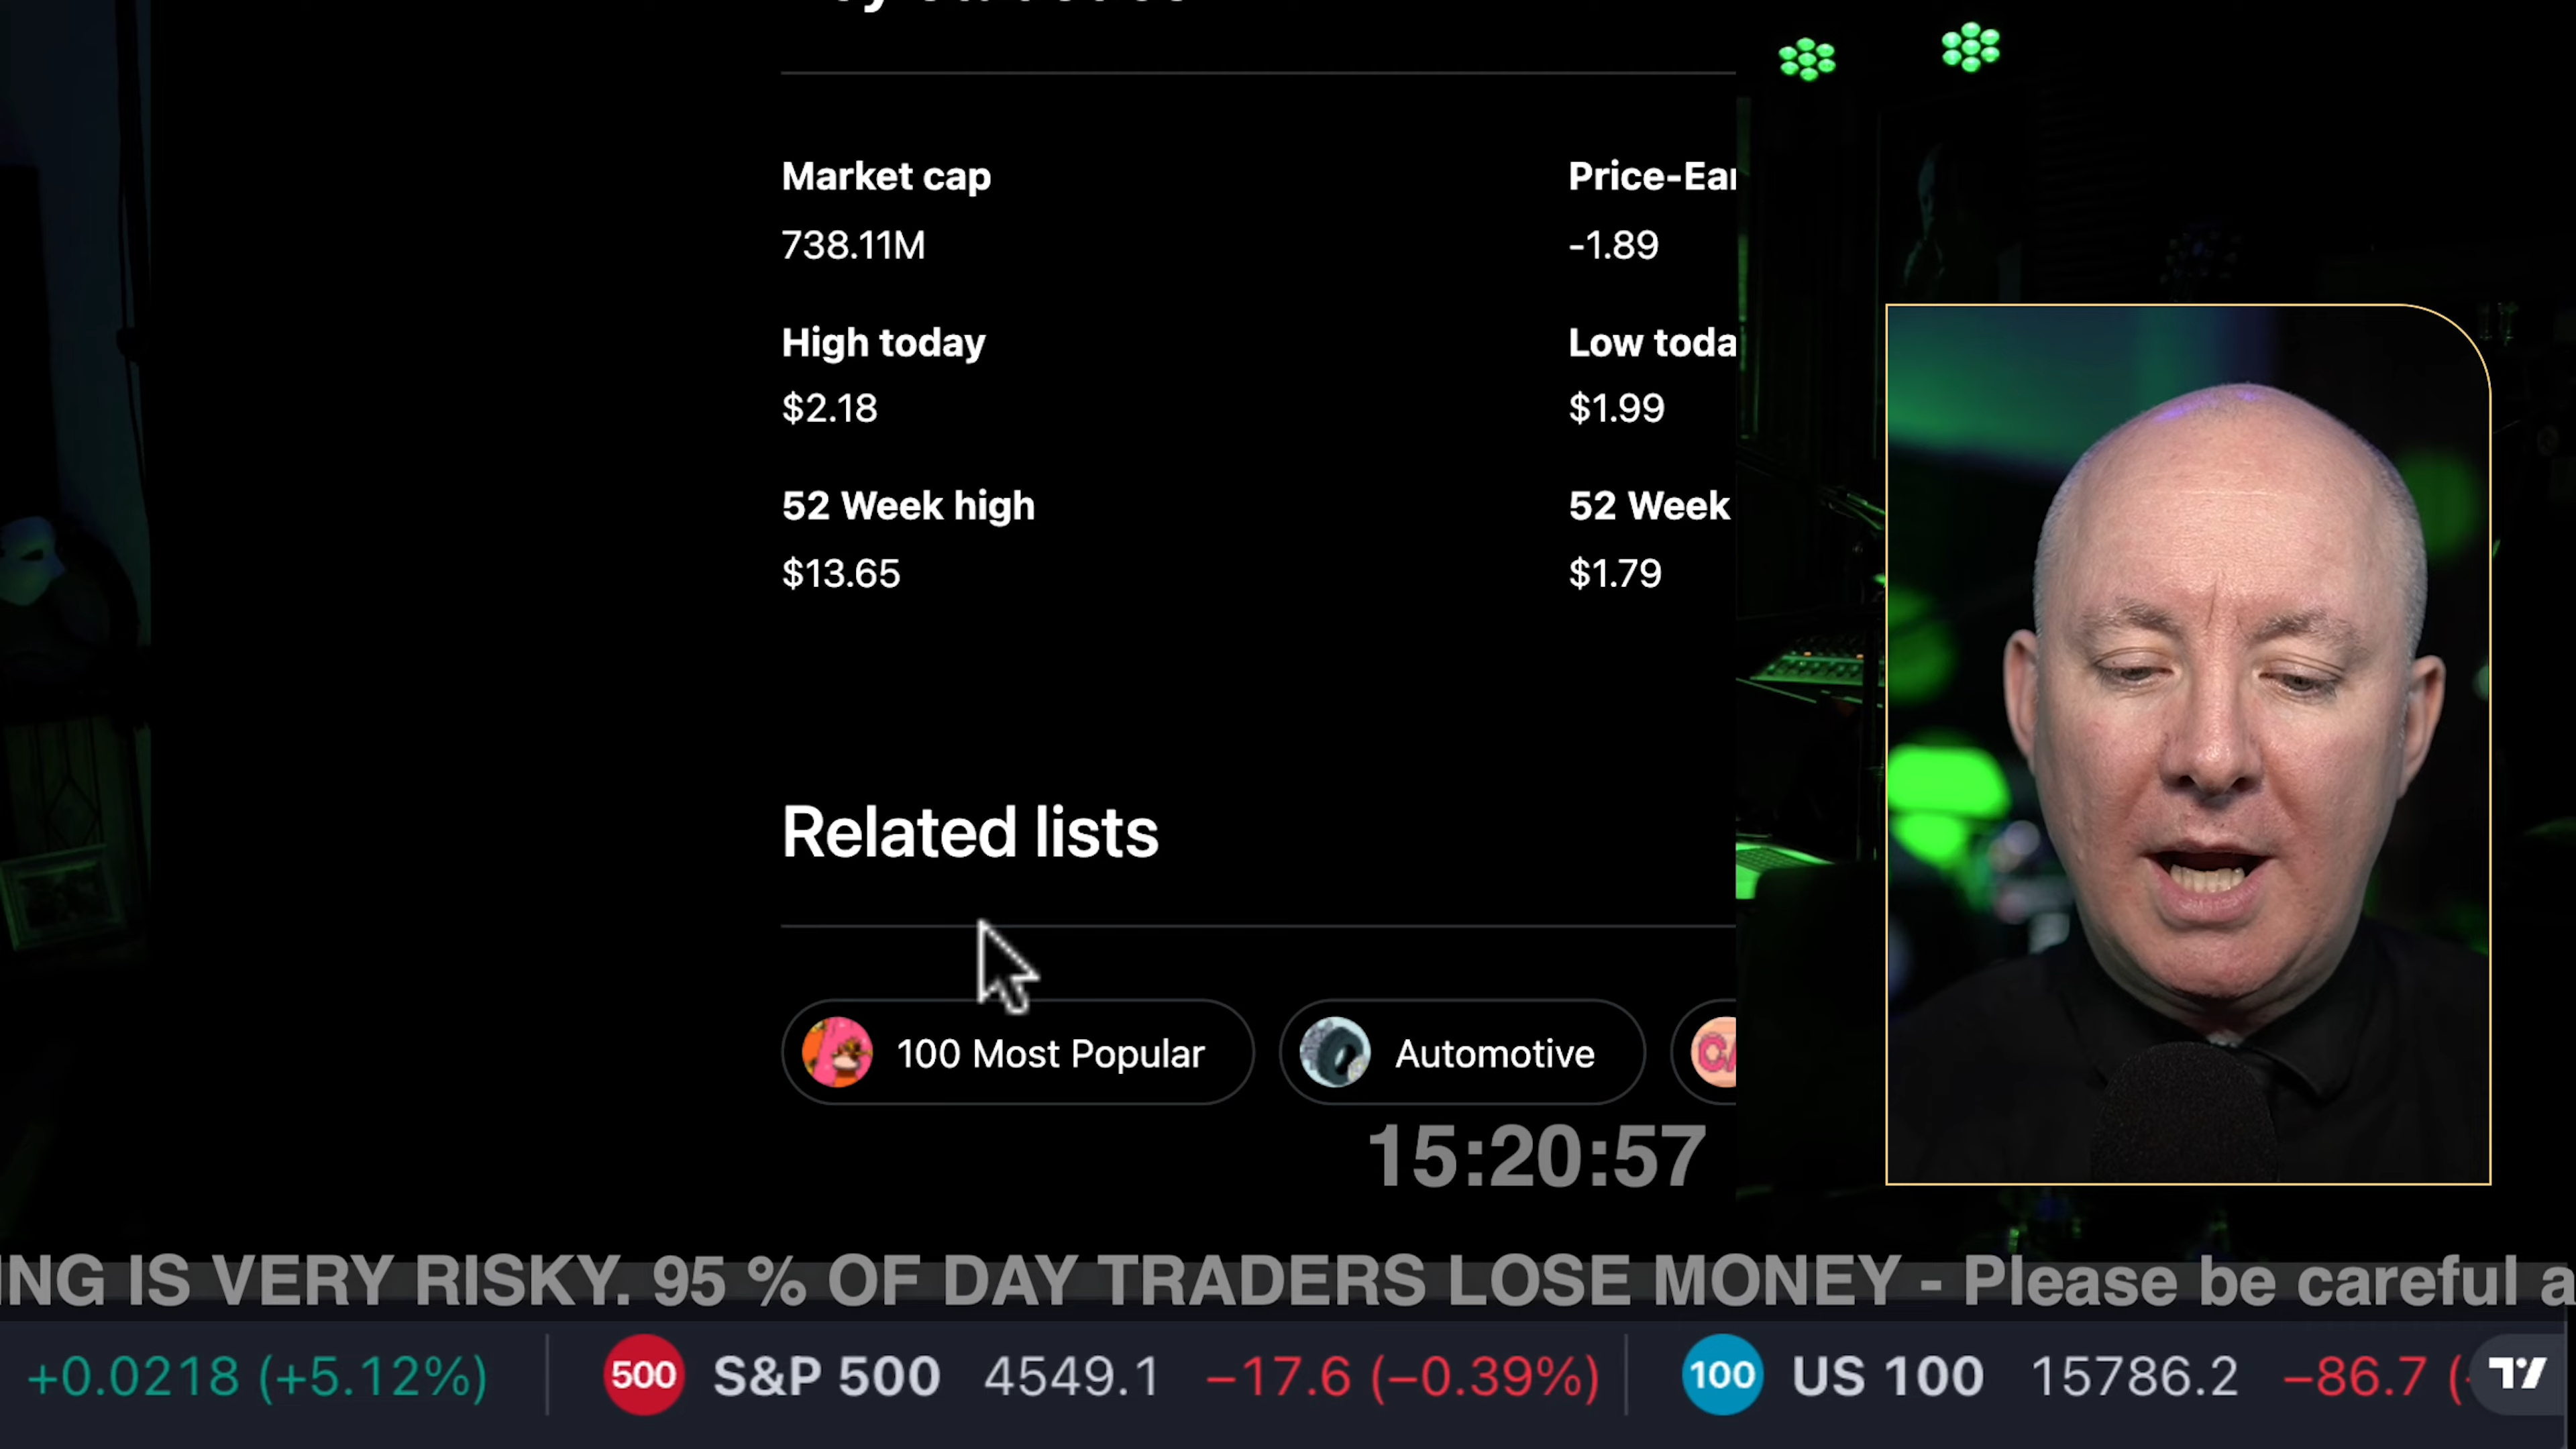 Market cap
Price-Ear
738.11M
-1.89
High today
Low toda
$2.18
$1.99
52 Week high
52 Week
$13.65
$1.79
Related lists
100 Most Popular
Automotive
CA
15:20:57
ING IS VERY RISKY. 95 % OF DAY TRADERS LOSE MONEY - Please be careful a
+0.0218 (+5.12%)
500 S&P 500 4549.1 −17.6 (−0.39%)
100 US 100 15786.2 −86.7 (-